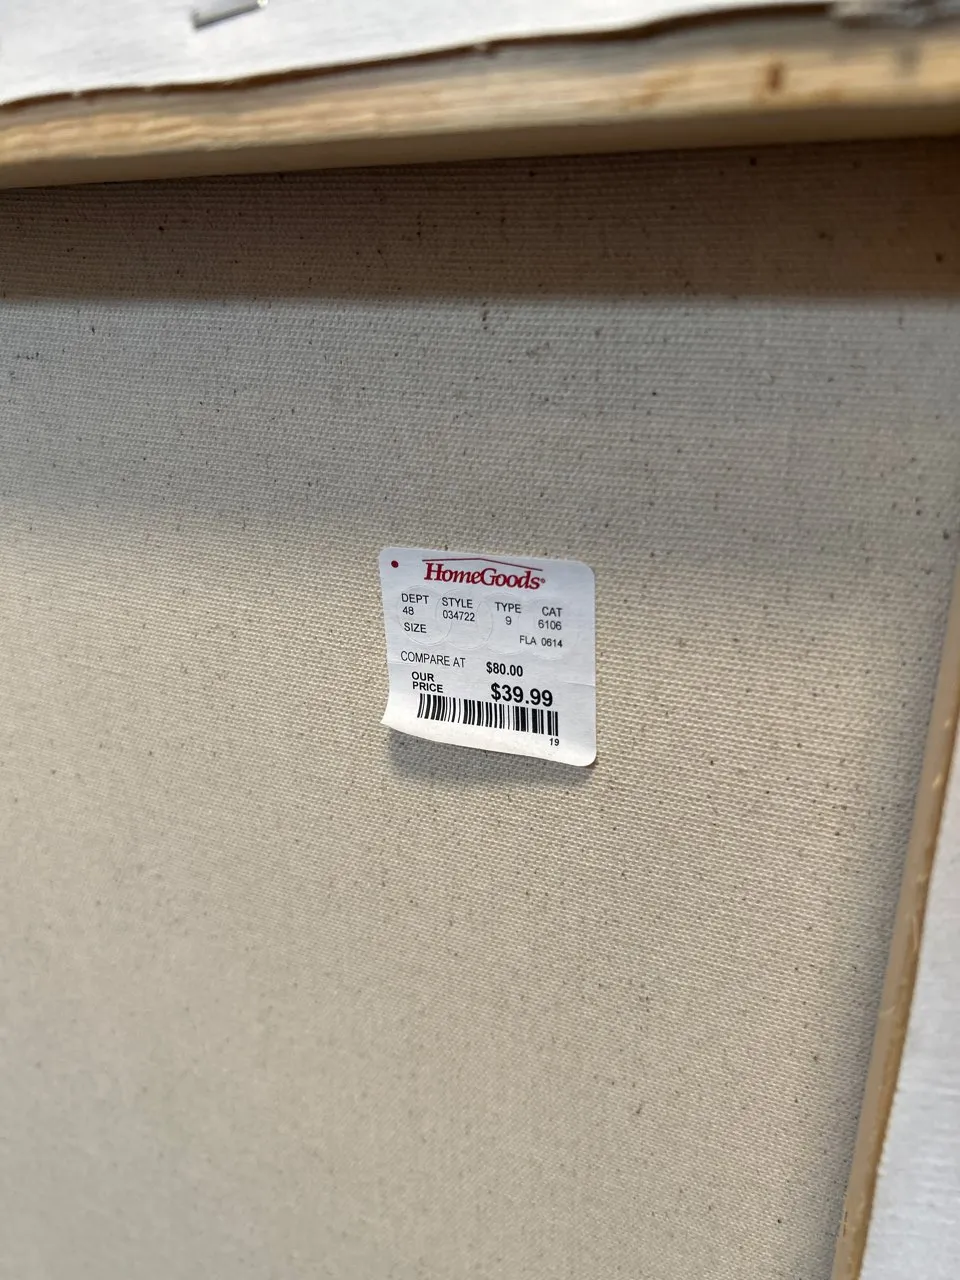 HomeGoods®
DEPT STYLE TYPE CAT
48 034722 9 6106
SIZE FLA 0614
COMPARE AT $80.00
OUR
PRICE $39.99
19